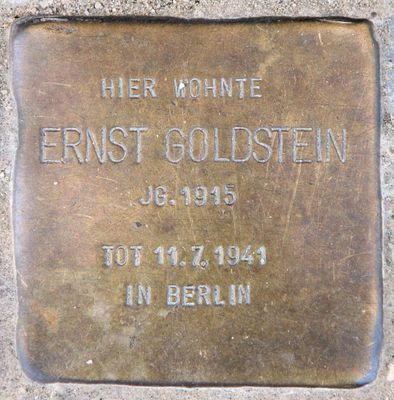 HIER WOHNTE
ERNST GOLDSTEIN
JG. 1915
TOT 11.7.1941
IN BERLIN